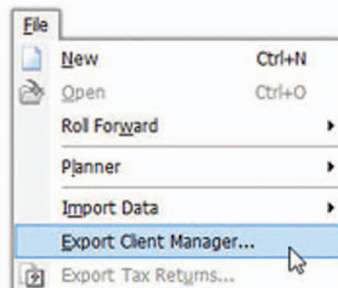 File
New Ctrl+N
Open Ctrl+O
Roll Forward
Planner
Import Data
Export Client Manager...
Export Tax Returns...